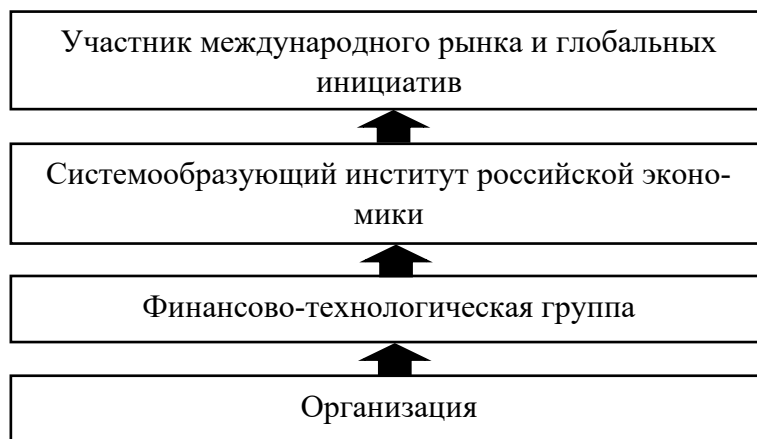 Участник международного рынка и глобальных
инициатив
Системообразующий институт российской эконо-
мики
Финансово-технологическая группа
Организация